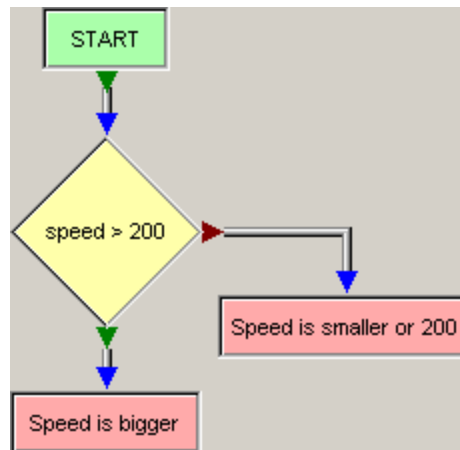 START
speed > 200
Speed is smaller or 200
Speed is bigger